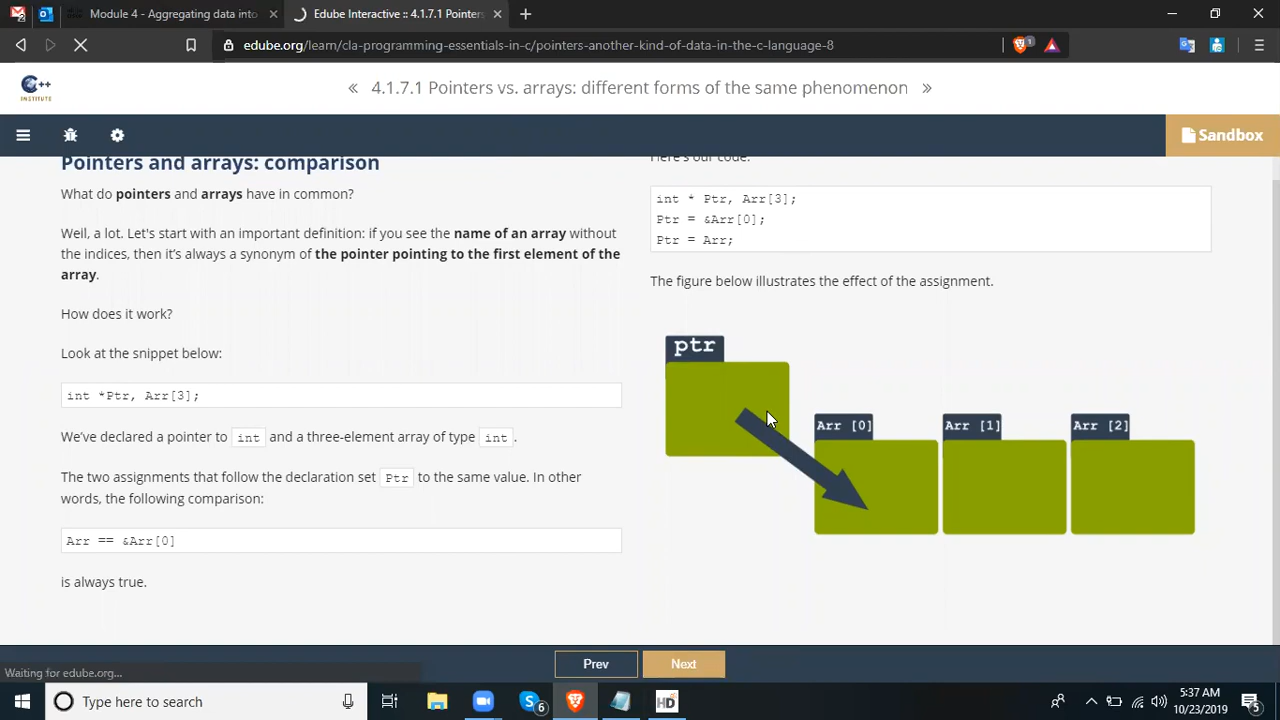 Module 4 - Aggregating data into
Edube Interactive :: 4.1.7.1 Pointers
edube.org/learn/cla-programming-essentials-in-c/pointers-another-kind-of-data-in-the-c-language-8
1
C++
INSTITUTE
« 4.1.7.1 Pointers vs. arrays: different forms of the same phenomenon »
Sandbox
Pointers and arrays: comparison
What do pointers and arrays have in common?
Well, a lot. Let's start with an important definition: if you see the name of an array without
the indices, then it's always a synonym of the pointer pointing to the first element of the
array.
How does it work?
Look at the snippet below:
int *Ptr, Arr[3];
We've declared a pointer to int and a three-element array of type int .
The two assignments that follow the declaration set Ptr to the same value. In other
words, the following comparison:
Arr == &Arr[0]
is always true.
Here's our code:
int * Ptr, Arr[3];
Ptr = &Arr[0];
Ptr = Arr;
The figure below illustrates the effect of the assignment.
ptr
Arr [0]
Arr [1]
Arr [2]
Prev
Next
Waiting for edube.org...
Type here to search
6
HD
5:37 AM
10/23/2019
5